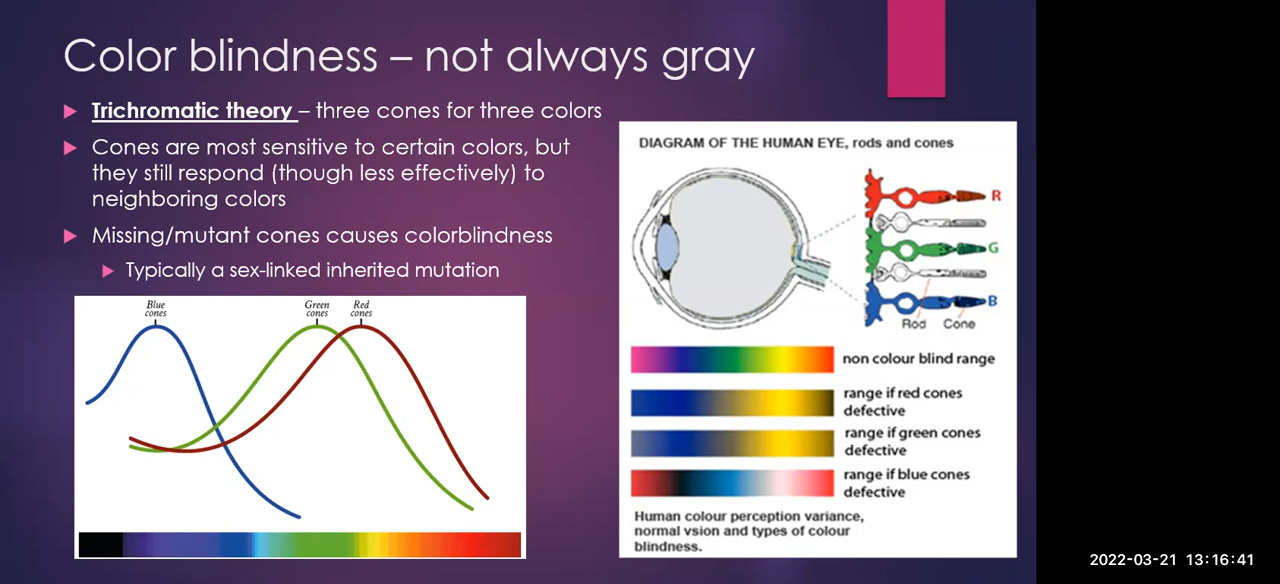 Color blindness – not always gray
Trichromatic theory – three cones for three colors
Cones are most sensitive to certain colors, but
they still respond (though less effectively) to
neighboring colors
Missing/mutant cones causes colorblindness
Typically a sex-linked inherited mutation
Blue
cones
Green
cones
Red
cones
DIAGRAM OF THE HUMAN EYE, rods and cones
R
G
B
Rod Cone
non colour blind range
range if red cones
defective
range if green cones
defective
range if blue cones
defective
Human colour perception variance,
normal vsion and types of colour
blindness.
2022-03-21 13:16:41